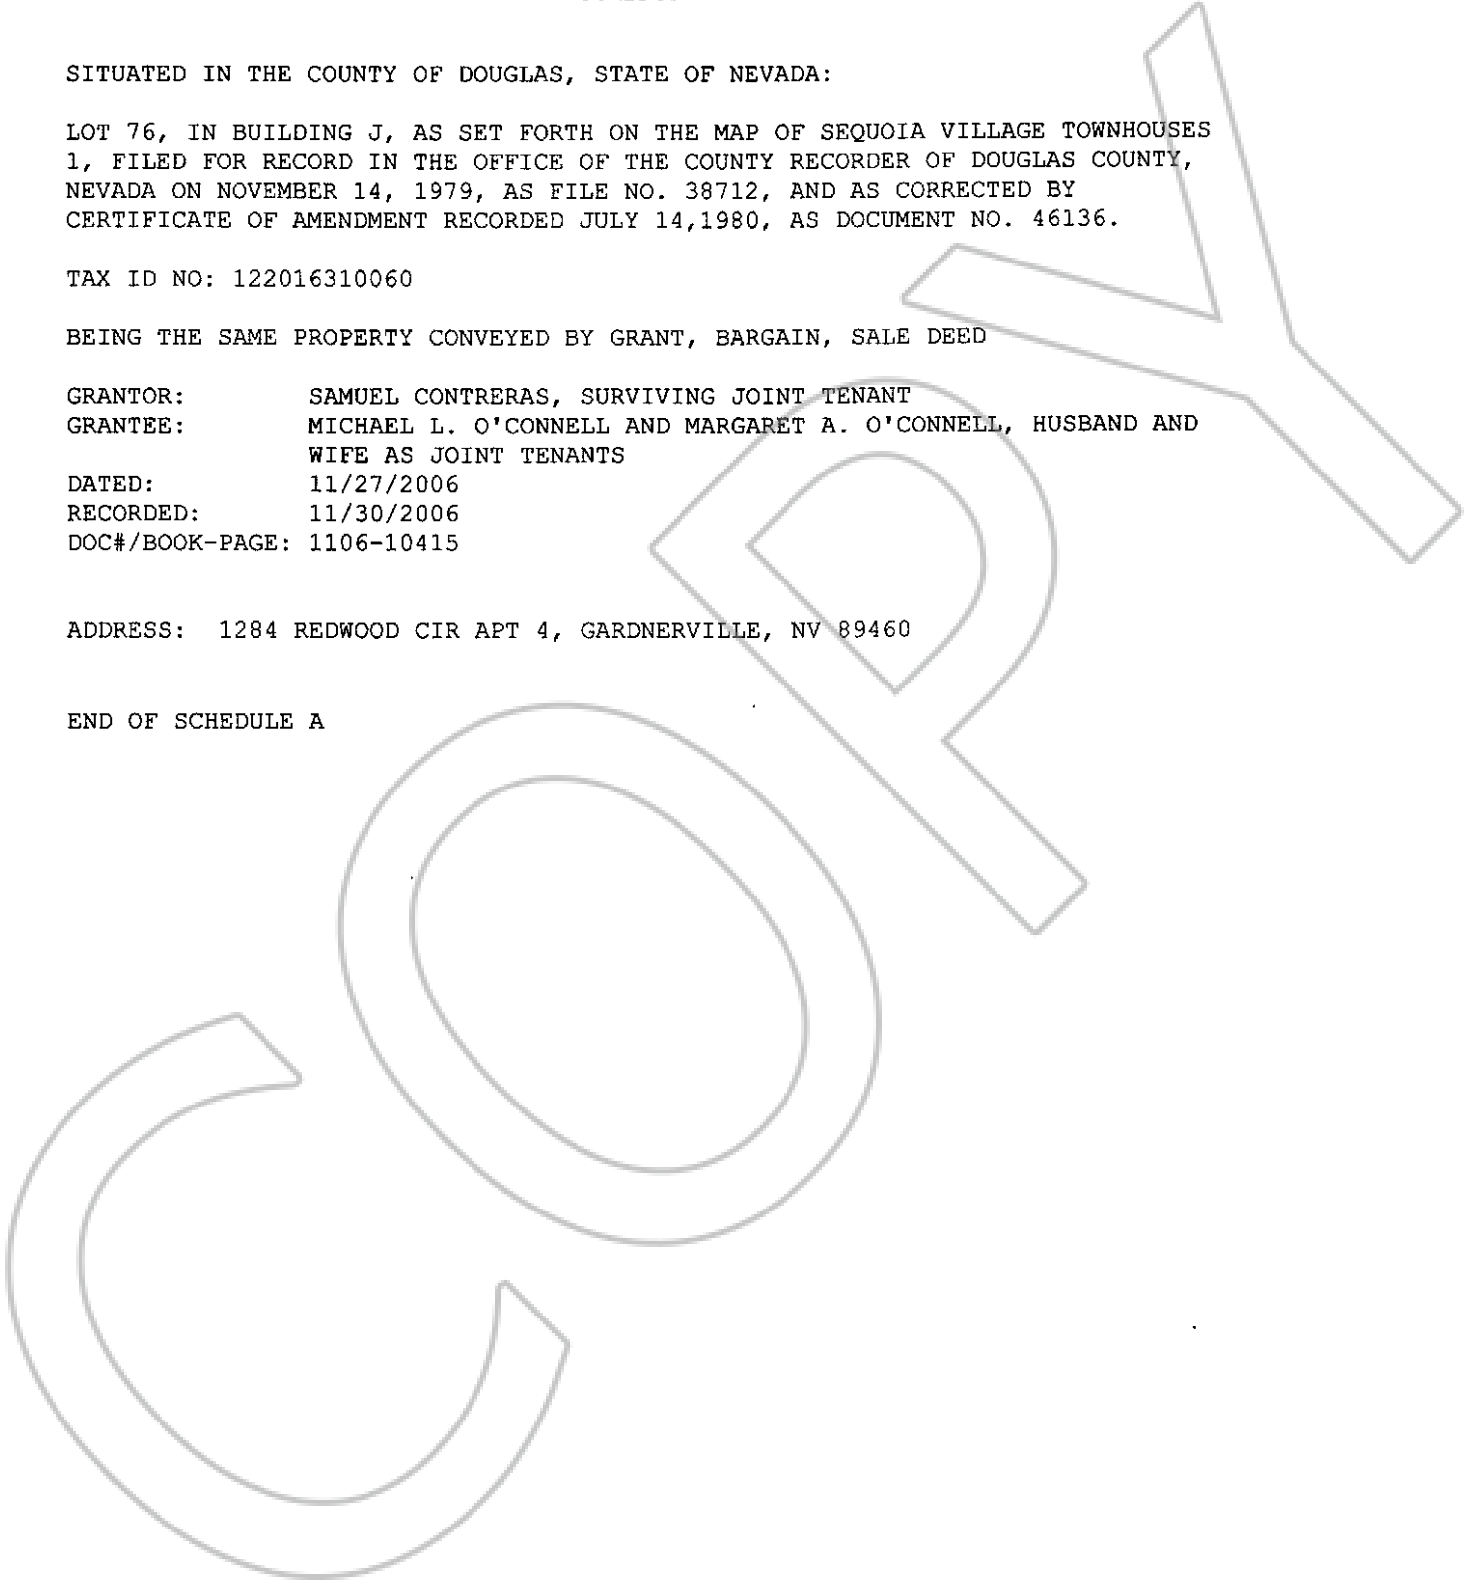 SITUATED IN THE COUNTY OF DOUGLAS, STATE OF NEVADA:
LOT 76, IN BUILDING J, AS SET FORTH ON THE MAP OF SEQUOIA VILLAGE TOWNHOUSES
1, FILED FOR RECORD IN THE OFFICE OF THE COUNTY RECORDER OF DOUGLAS COUNTY,
NEVADA ON NOVEMBER 14, 1979, AS FILE NO. 38712, AND AS CORRECTED BY
CERTIFICATE OF AMENDMENT RECORDED JULY 14,1980, AS DOCUMENT NO. 46136.
TAX ID NO: 122016310060
BEING THE SAME PROPERTY CONVEYED BY GRANT, BARGAIN, SALE DEED
GRANTOR: SAMUEL CONTRERAS, SURVIVING JOINT TENANT
GRANTEE: MICHAEL L. O'CONNELL AND MARGARET A. O'CONNELL, HUSBAND AND
WIFE AS JOINT TENANTS
DATED: 11/27/2006
RECORDED: 11/30/2006
DOC#/BOOK-PAGE: 1106-10415
ADDRESS: 1284 REDWOOD CIR APT 4, GARDNERVILLE, NV 89460
END OF SCHEDULE A
COPY